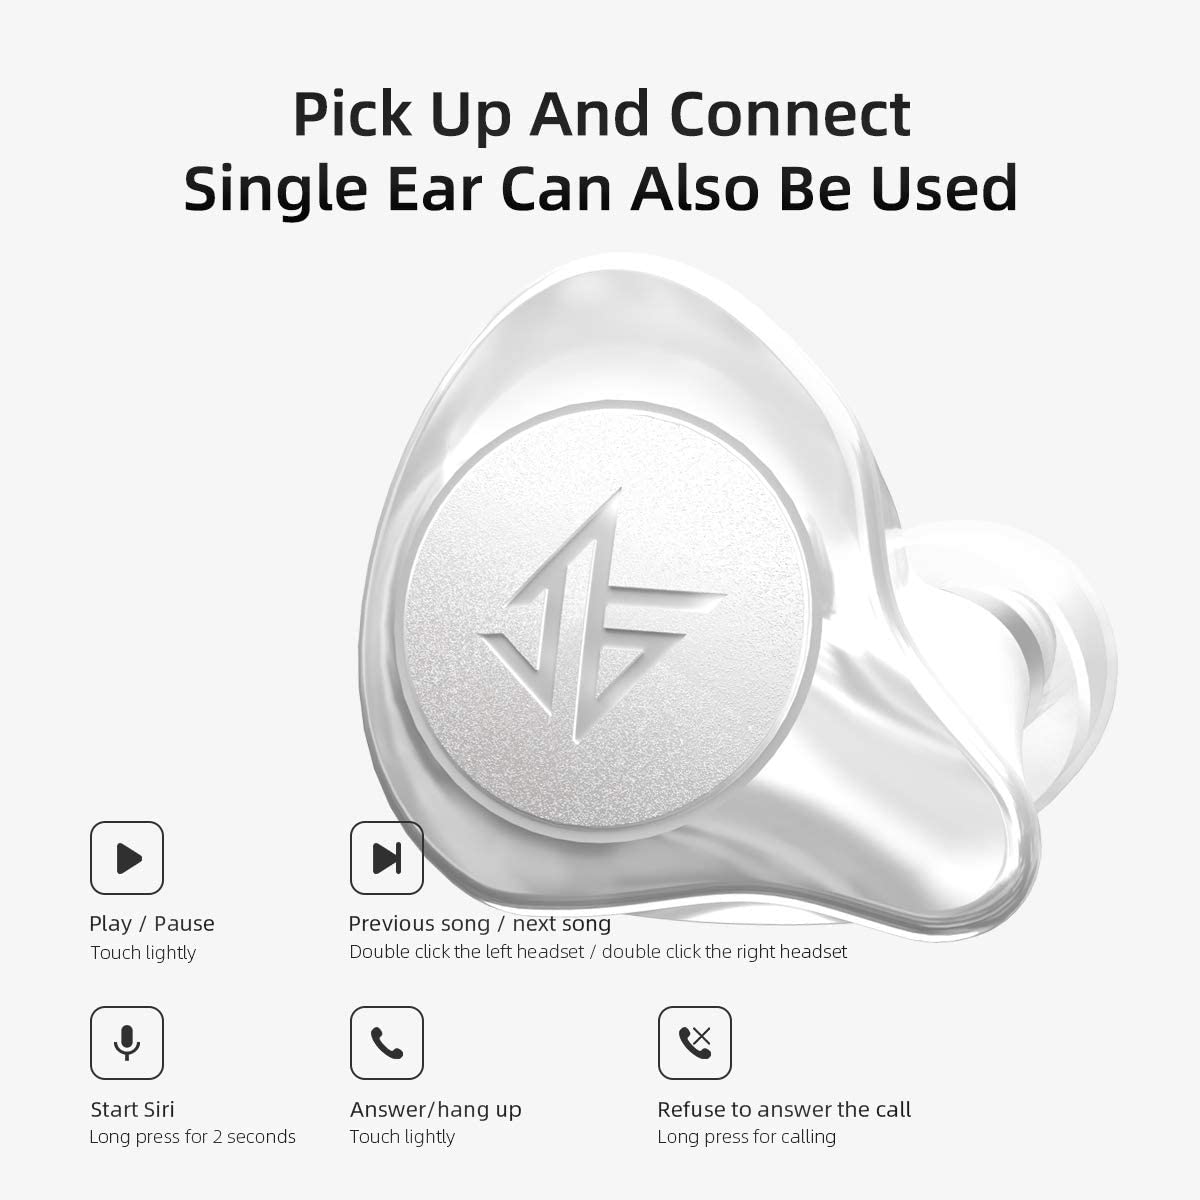 Pick Up And Connect
Single Ear Can Also Be Used
Play / Pause
Touch lightly
Previous song / next song
Double click the left headset / double click the right headset
Start Siri
Long press for 2 seconds
Answer/hang up
Touch lightly
Refuse to answer the call
Long press for calling